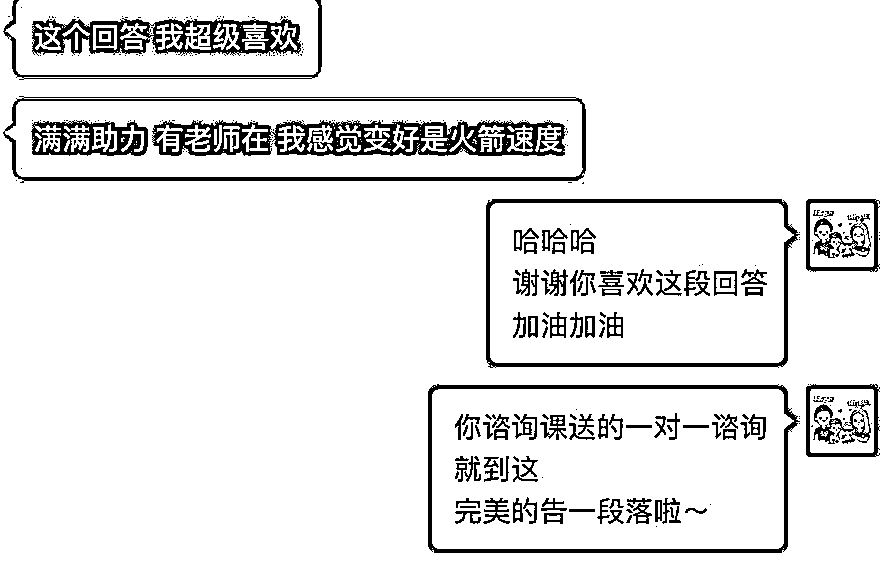 这个回答 我超级喜欢
满满助力 有老师在 我感觉变好是火箭速度
哈哈哈
谢谢你喜欢这段回答
加油加油
你谘询课送的一对一谘询
就到这
完美的告一段落啦～